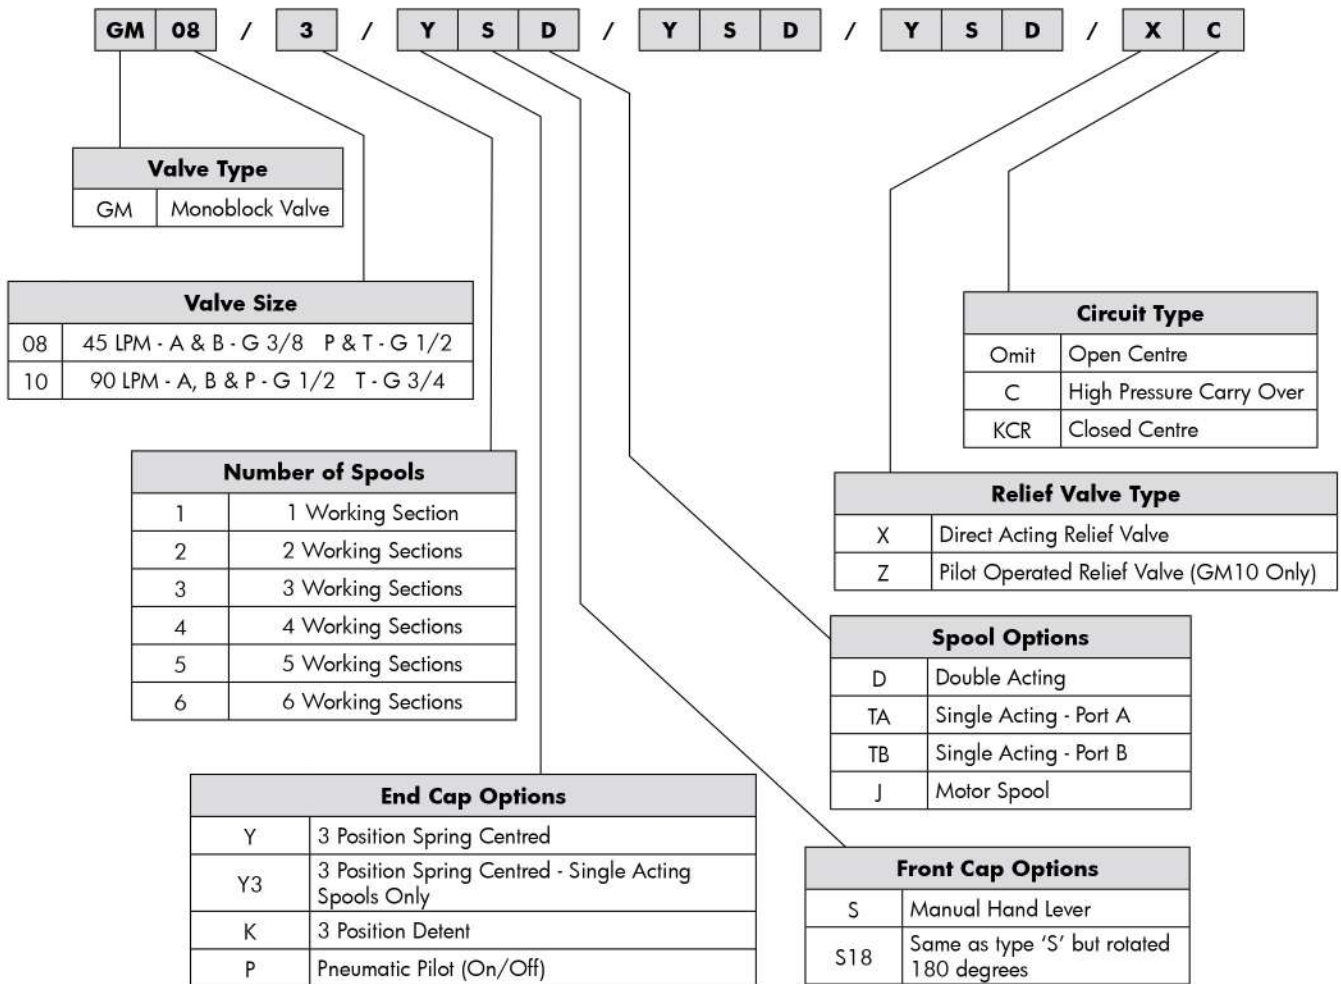 GM 08 / 3 / Y S D / Y S D / Y S D / X C
Valve Type
GM Monoblock Valve
Valve Size
08 45 LPM - A & B - G 3/8 P & T - G 1/2
10 90 LPM - A, B & P - G 1/2 T - G 3/4
Circuit Type
Omit Open Centre
C High Pressure Carry Over
KCR Closed Centre
Number of Spools
1 1 Working Section
2 2 Working Sections
3 3 Working Sections
4 4 Working Sections
5 5 Working Sections
6 6 Working Sections
Relief Valve Type
X Direct Acting Relief Valve
Z Pilot Operated Relief Valve (GM10 Only)
Spool Options
D Double Acting
TA Single Acting - Port A
TB Single Acting - Port B
J Motor Spool
End Cap Options
Y 3 Position Spring Centred
Y3 3 Position Spring Centred - Single Acting
Spools Only
K 3 Position Detent
P Pneumatic Pilot (On/Off)
Front Cap Options
S Manual Hand Lever
S18 Same as type ‘S’ but rotated
180 degrees